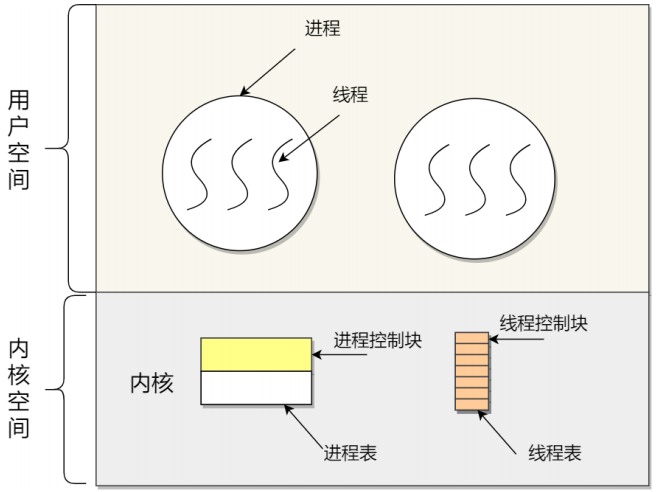 进程
线程
用户空间
线程控制块
进程控制块
内核
内核空间
进程表
线程表